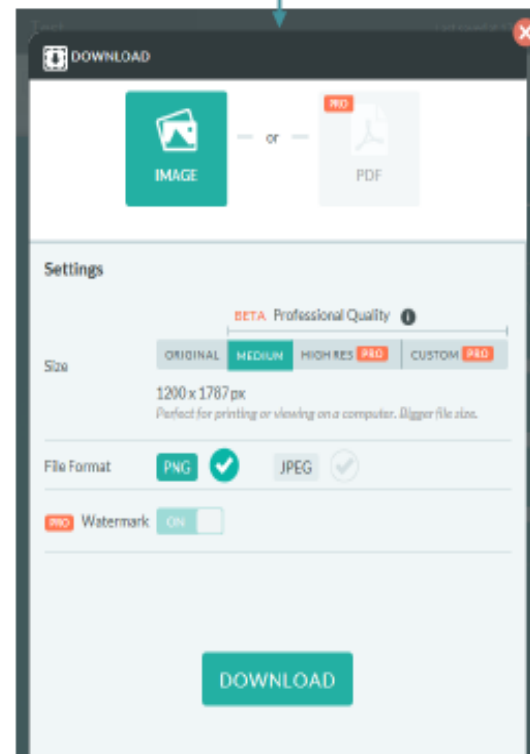 Test
DOWNLOAD
IMAGE
or
PRO
PDF
Settings
BETA Professional Quality i
Size
ORIGINAL MEDIUM HIGH RES PRO CUSTOM PRO
1200 x 1787 px
Perfect for printing or viewing on a computer. Bigger file size.
File Format PNG JPEG
PRO Watermark ON
DOWNLOAD